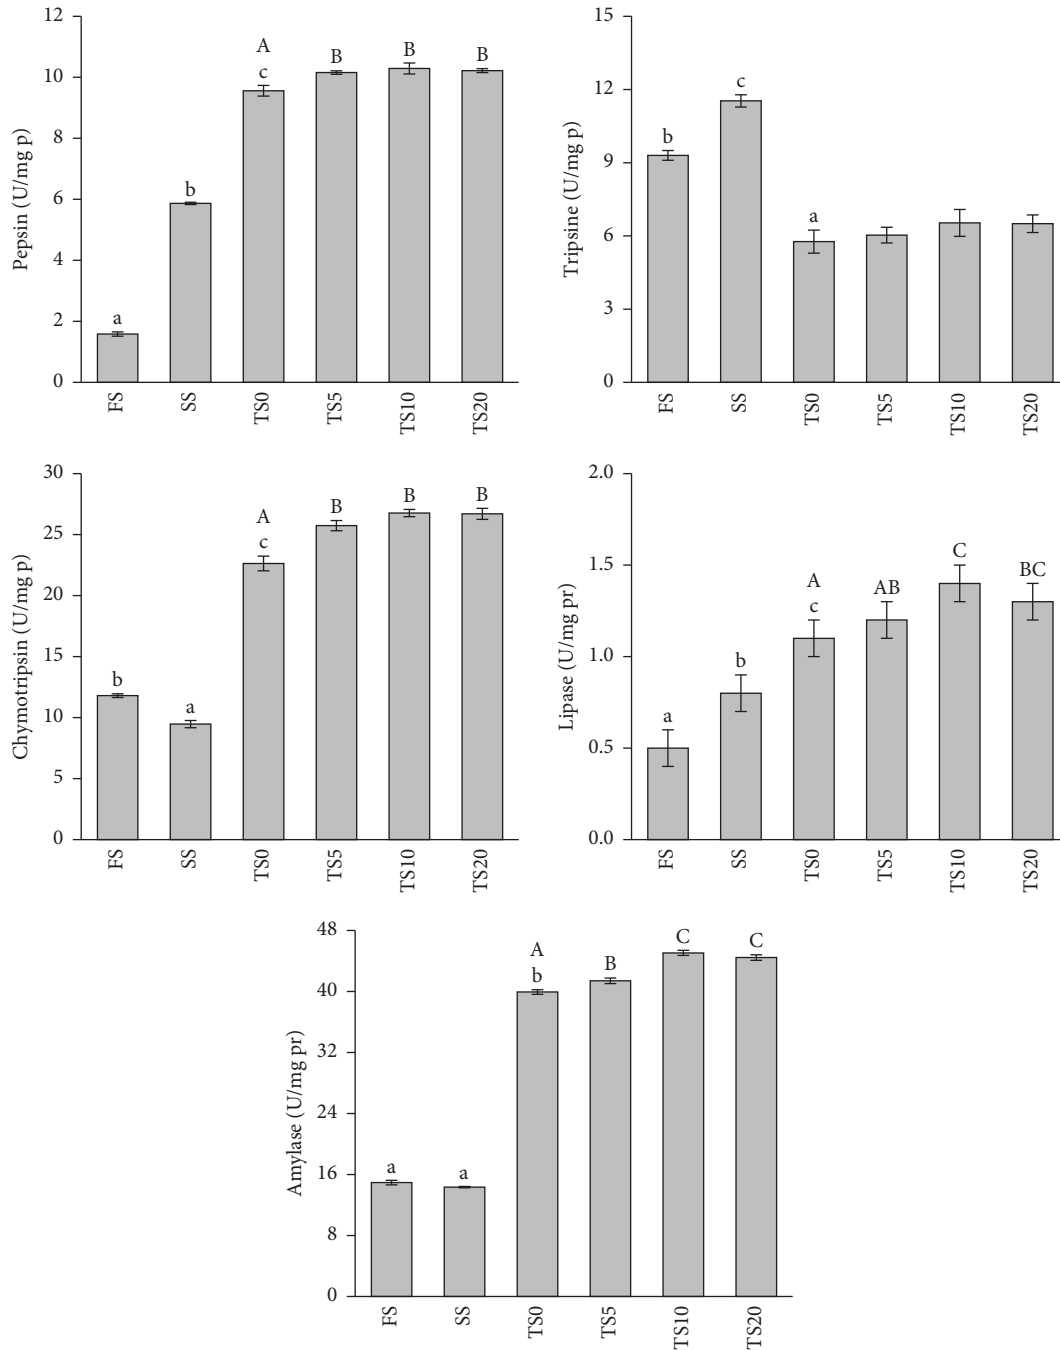 12
10
8
6
4
2
0
Pepsin (U/mg p)
a
b
A
c
B
B
B
FS
SS
TS0
TS5
TS10
TS20
15
12
9
6
3
0
Tripsine (U/mg p)
b
c
a
FS
SS
TS0
TS5
TS10
TS20
30
25
20
15
10
5
0
Chymotripsin (U/mg p)
b
a
A
c
B
B
B
FS
SS
TS0
TS5
TS10
TS20
2.0
1.5
1.0
0.5
0.0
Lipase (U/mg pr)
a
b
A
c
AB
C
BC
FS
SS
TS0
TS5
TS10
TS20
48
40
32
24
16
8
0
Amylase (U/mg pr)
a
a
A
b
B
C
C
FS
SS
TS0
TS5
TS10
TS20